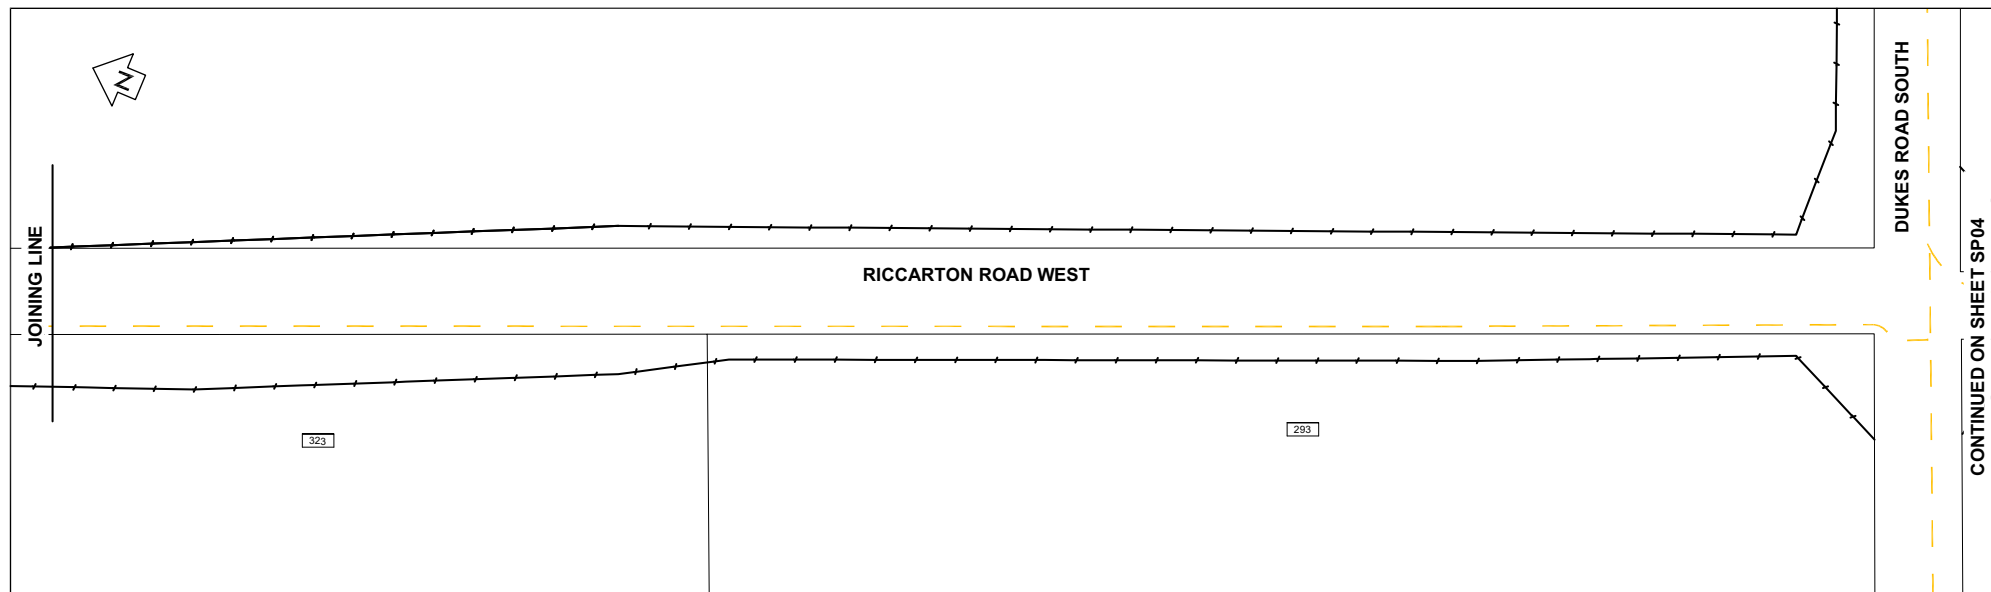 N
DUKES ROAD SOUTH
JOINING LINE
RICCARTON ROAD WEST
CONTINUED ON SHEET SP04
323
293